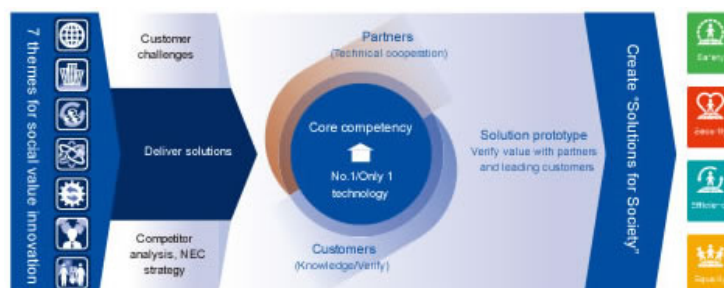 7 themes for social value innovation
Customer
challenges
Deliver solutions
Competitor
analysis, NEC
strategy
Partners
(Technical cooperation)
Core competency
No.1/Only 1
technology
Customers
(Knowledge/Verify)
Solution prototype
Verify value with partners
and leading customers
Create "Solutions for
Society"
Safety